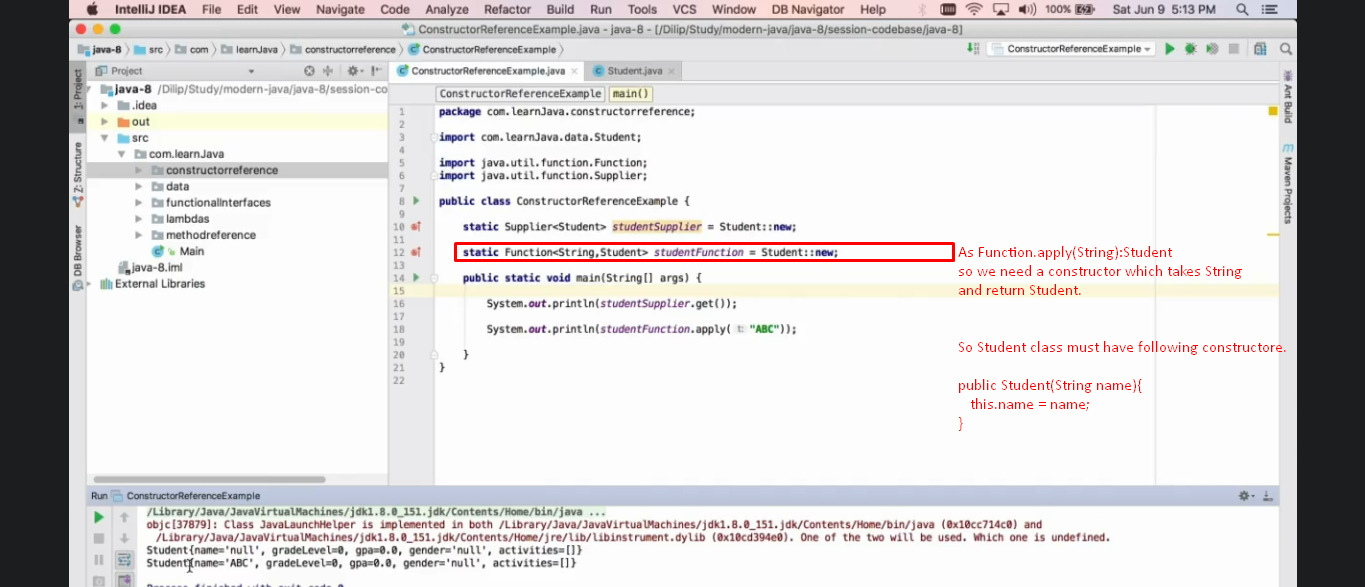 IntelliJ IDEA File Edit View Navigate Code Analyze Refactor Build Run Tools VCS Window DB Navigator Help 100% Sat Jun 9 5:13 PM
ConstructorReferenceExample.java - java-8 - [/Dilip/Study/modern-java/java-8/session-codebase/java-8]
java-8 src com learnJava constructorreference ConstructorReferenceExample ConstructorReferenceExample
Project ConstructorReferenceExample.java Student.java
1: Project
Z: Structure
DB Browser
java-8 /Dilip/Study/modern-java/java-8/session-co
.idea
out
src
com.learnJava
constructorreference
data
functionalInterfaces
lambdas
methodreference
Main
java-8.iml
External Libraries
ConstructorReferenceExample main()
1 package com.learnJava.constructorreference;
2
3 import com.learnJava.data.Student;
4
5 import java.util.function.Function;
6 import java.util.function.Supplier;
7
8 public class ConstructorReferenceExample {
9
10 static Supplier<Student> studentSupplier = Student::new;
11
12 static Function<String,Student> studentFunction = Student::new;
13
14 public static void main(String[] args) {
15
16 System.out.println(studentSupplier.get());
17
18 System.out.println(studentFunction.apply( t: "ABC"));
19
20 }
21 }
22
As Function.apply(String):Student
so we need a constructor which takes String
and return Student.
So Student class must have following constructore.
public Student(String name){
this.name = name;
}
Ant Build
Maven Projects
Run ConstructorReferenceExample
/Library/Java/JavaVirtualMachines/jdk1.8.0_151.jdk/Contents/Home/bin/java ...
objc[37879]: Class JavaLaunchHelper is implemented in both /Library/Java/JavaVirtualMachines/jdk1.8.0_151.jdk/Contents/Home/bin/java (0x10cc714c0) and
/Library/Java/JavaVirtualMachines/jdk1.8.0_151.jdk/Contents/Home/jre/lib/libinstrument.dylib (0x10cd394e0). One of the two will be used. Which one is undefined.
Student{name='null', gradeLevel=0, gpa=0.0, gender='null', activities=[]}
Student{name='ABC', gradeLevel=0, gpa=0.0, gender='null', activities=[]}